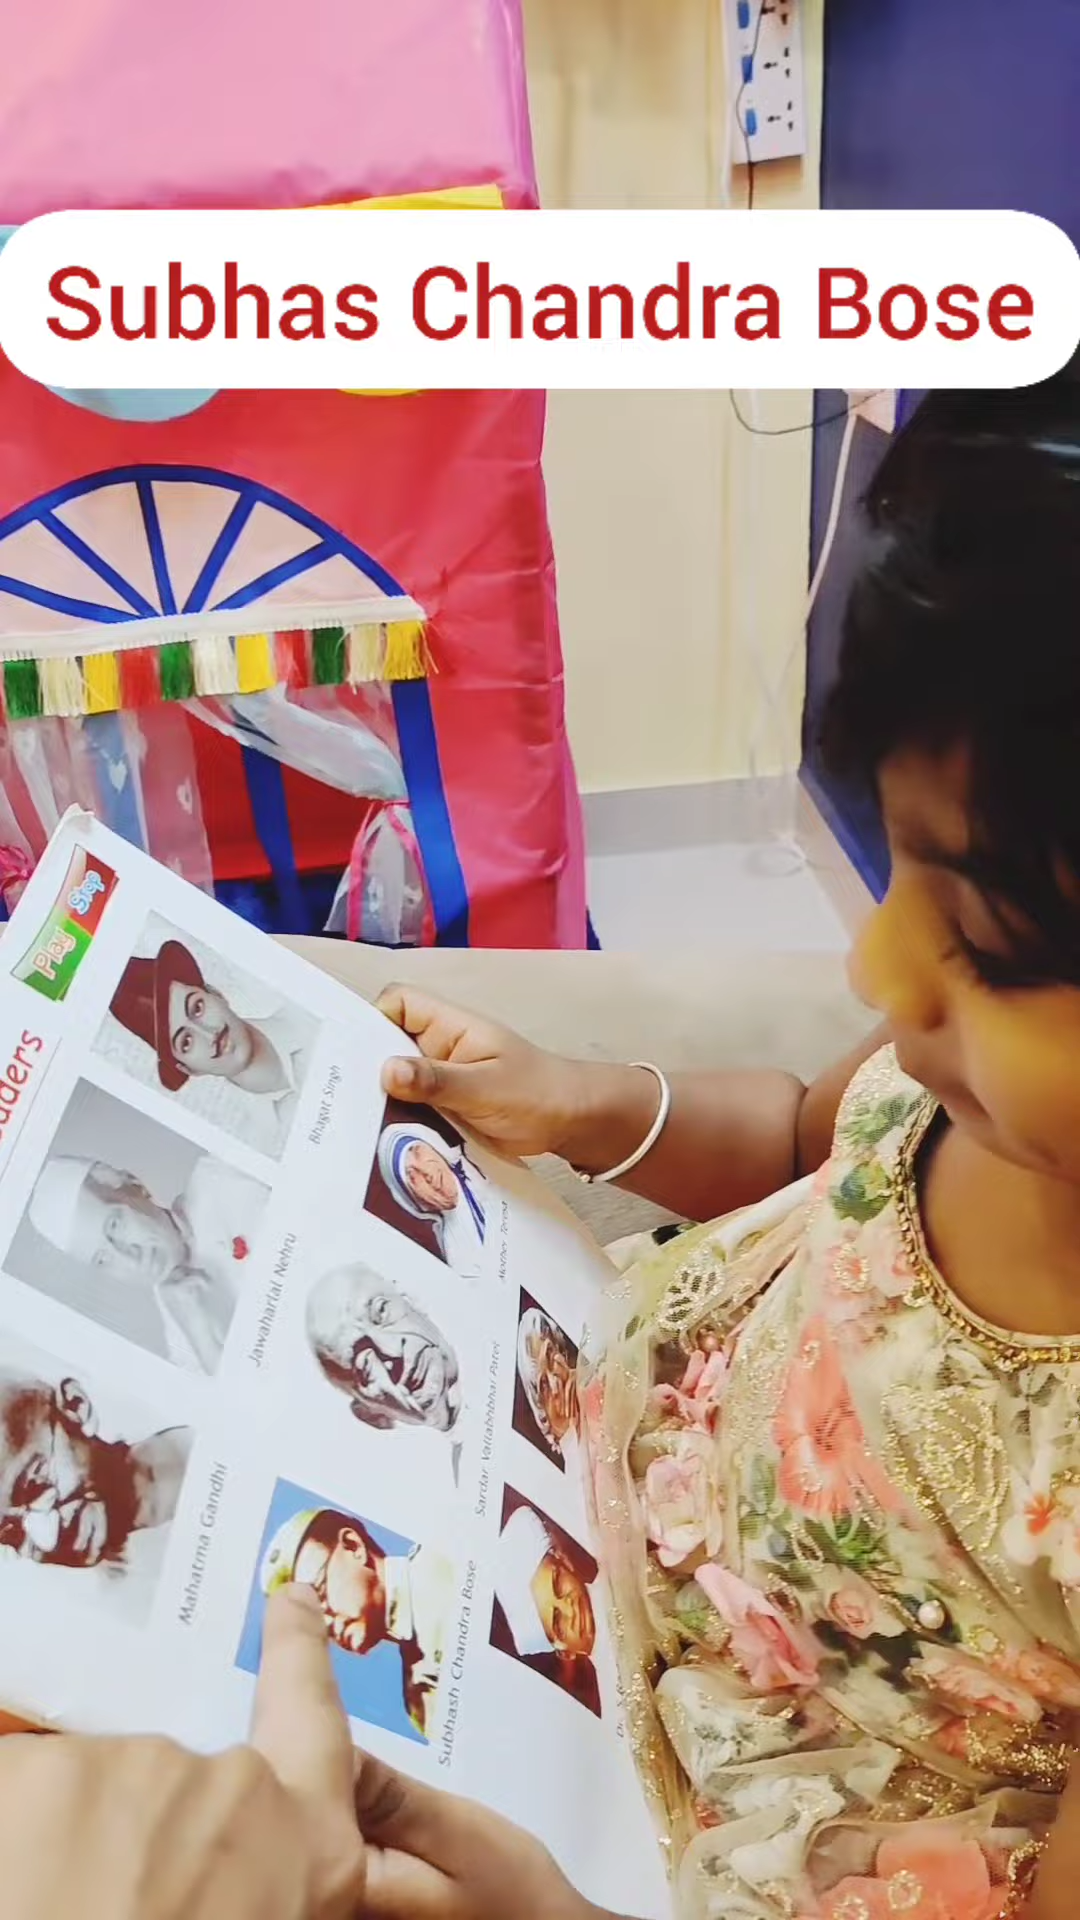 Subhas Chandra Bose
Play
Step
Bhagat Singh
Mother Teresa
Jawaharlal Nehru
Sardar Vallabhbhai Patel
Mahatma Gandhi
Subhash Chandra Bose